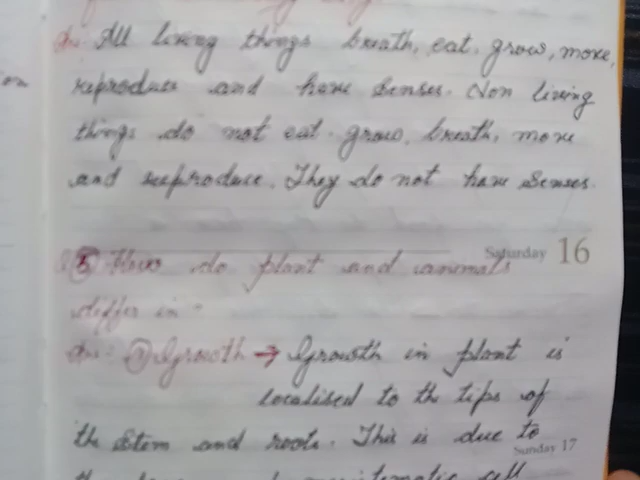 Ans: All living things breath, eat, grow, move,
reproduce and have senses. Non living
things do not eat, grow, breath, move
and reproduce. They do not have senses.
Saturday 16
5 How do plant and animals
differ in -
Ans: ① Growth → Growth in plant is
localised to the tips of
the stem and roots. This is due to
Sunday 17
cell